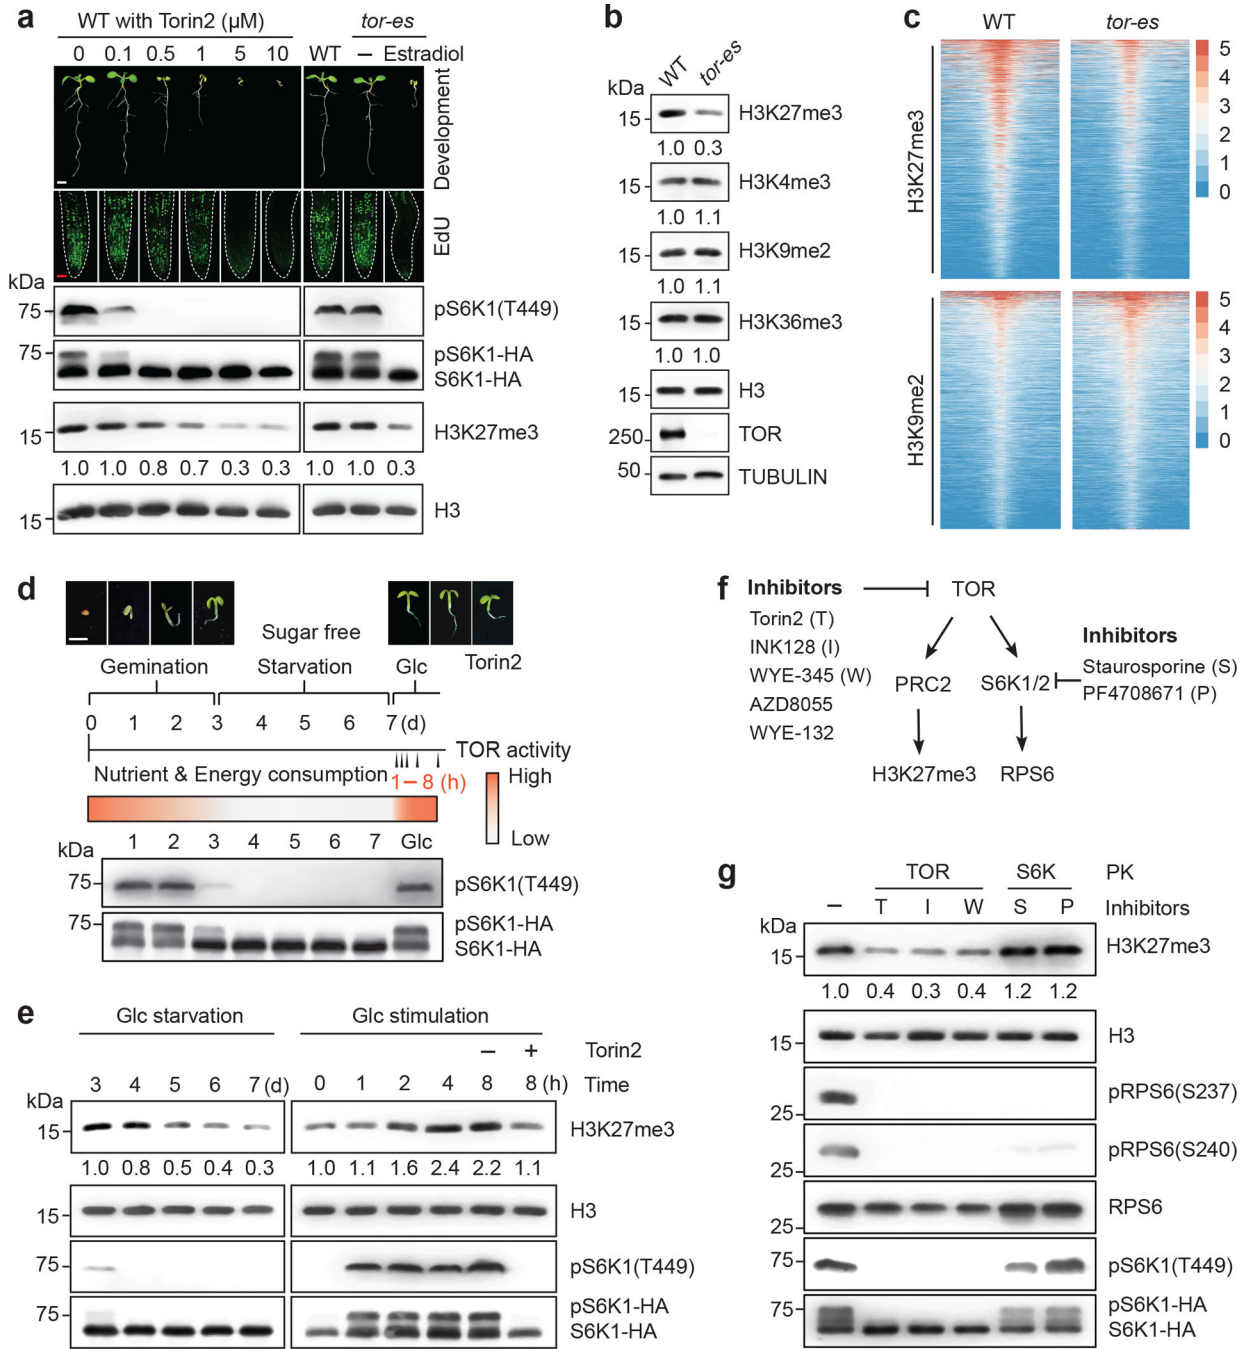 a
WT with Torin2 (µM)
tor-es
0 0.1 0.5 1 5 10 WT – Estradiol
Development
EdU
kDa
75 pS6K1(T449)
75 pS6K1-HA
S6K1-HA
15 H3K27me3
1.0 1.0 0.8 0.7 0.3 0.3 1.0 1.0 0.3
15 H3
b
WT tor-es
kDa
15 H3K27me3
1.0 0.3
15 H3K4me3
1.0 1.1
15 H3K9me2
1.0 1.1
15 H3K36me3
1.0 1.0
15 H3
250 TOR
50 TUBULIN
c
WT tor-es
H3K27me3
5
4
3
2
1
0
H3K9me2
5
4
3
2
1
0
d
Sugar free
Gemination Starvation Glc Torin2
0 1 2 3 4 5 6 7 (d)
TOR activity
Nutrient & Energy consumption 1–8 (h)
High
Low
1 2 3 4 5 6 7 Glc
kDa
75 pS6K1(T449)
75 pS6K1-HA
S6K1-HA
e
Glc starvation Glc stimulation
– + Torin2
3 4 5 6 7 (d) 0 1 2 4 8 8 (h) Time
kDa
15 H3K27me3
1.0 0.8 0.5 0.4 0.3 1.0 1.1 1.6 2.4 2.2 1.1
15 H3
75 pS6K1(T449)
75 pS6K1-HA
S6K1-HA
f
Inhibitors TOR
Torin2 (T)
INK128 (I)
WYE-345 (W)
AZD8055
WYE-132
Inhibitors
Staurosporine (S)
PF4708671 (P)
PRC2 S6K1/2
H3K27me3 RPS6
g
TOR S6K PK
– T I W S P Inhibitors
kDa
15 H3K27me3
1.0 0.4 0.3 0.4 1.2 1.2
15 H3
25 pRPS6(S237)
25 pRPS6(S240)
25 RPS6
75 pS6K1(T449)
75 pS6K1-HA
S6K1-HA